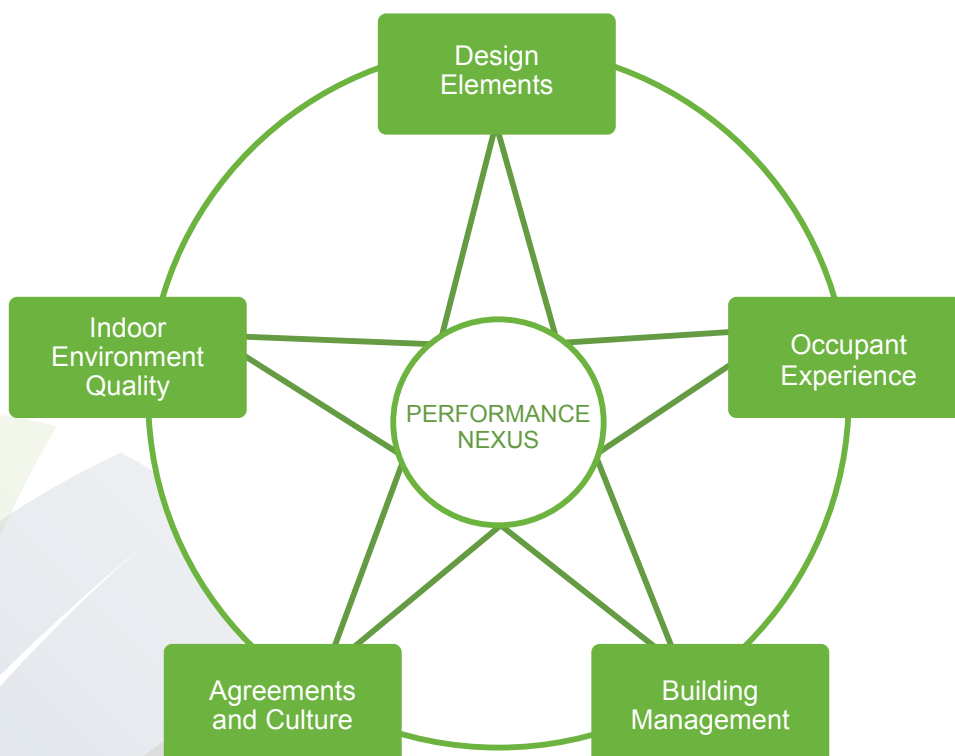 Design
Elements
Indoor
Environment
Quality
Occupant
Experience
PERFORMANCE
NEXUS
Agreements
and Culture
Building
Management